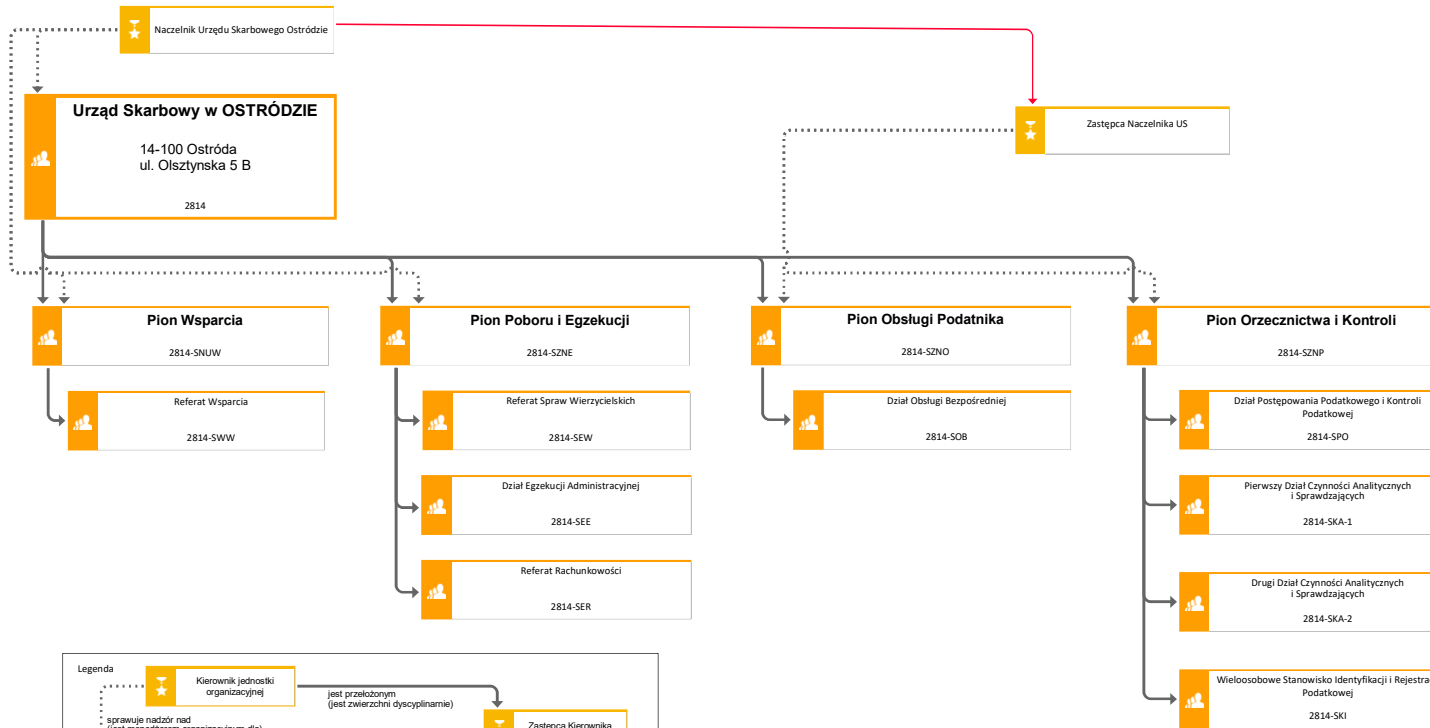 Naczelnik Urzędu Skarbowego Ostródzie
Urząd Skarbowy w OSTRÓDZIE
14-100 Ostróda
ul. Olsztynska 5 B
2814
Zastępca Naczelnika US
Pion Wsparcia
2814-SNUW
Pion Poboru i Egzekucji
2814-SZNE
Pion Obsługi Podatnika
2814-SZNO
Pion Orzecznictwa i Kontroli
2814-SZNP
Referat Wsparcia
2814-SWW
Referat Spraw Wierzycielskich
2814-SEW
Dział Egzekucji Administracyjnej
2814-SEE
Referat Rachunkowości
2814-SER
Dział Obsługi Bezpośredniej
2814-SOB
Dział Postępowania Podatkowego i Kontroli
Podatkowej
2814-SPO
Pierwszy Dział Czynności Analitycznych
i Sprawdzających
2814-SKA-1
Drugi Dział Czynności Analitycznych
i Sprawdzających
2814-SKA-2
Wieloosobowe Stanowisko Identyfikacji i Rejestra
Podatkowej
2814-SKI
Legenda
Kierownik jednostki
organizacyjnej
jest przełożonym
(jest zwierzchni dyscyplinarnie)
sprawuje nadzór nad
(jest menadżerem organizacyjnym dla)
Zastępca Kierownika